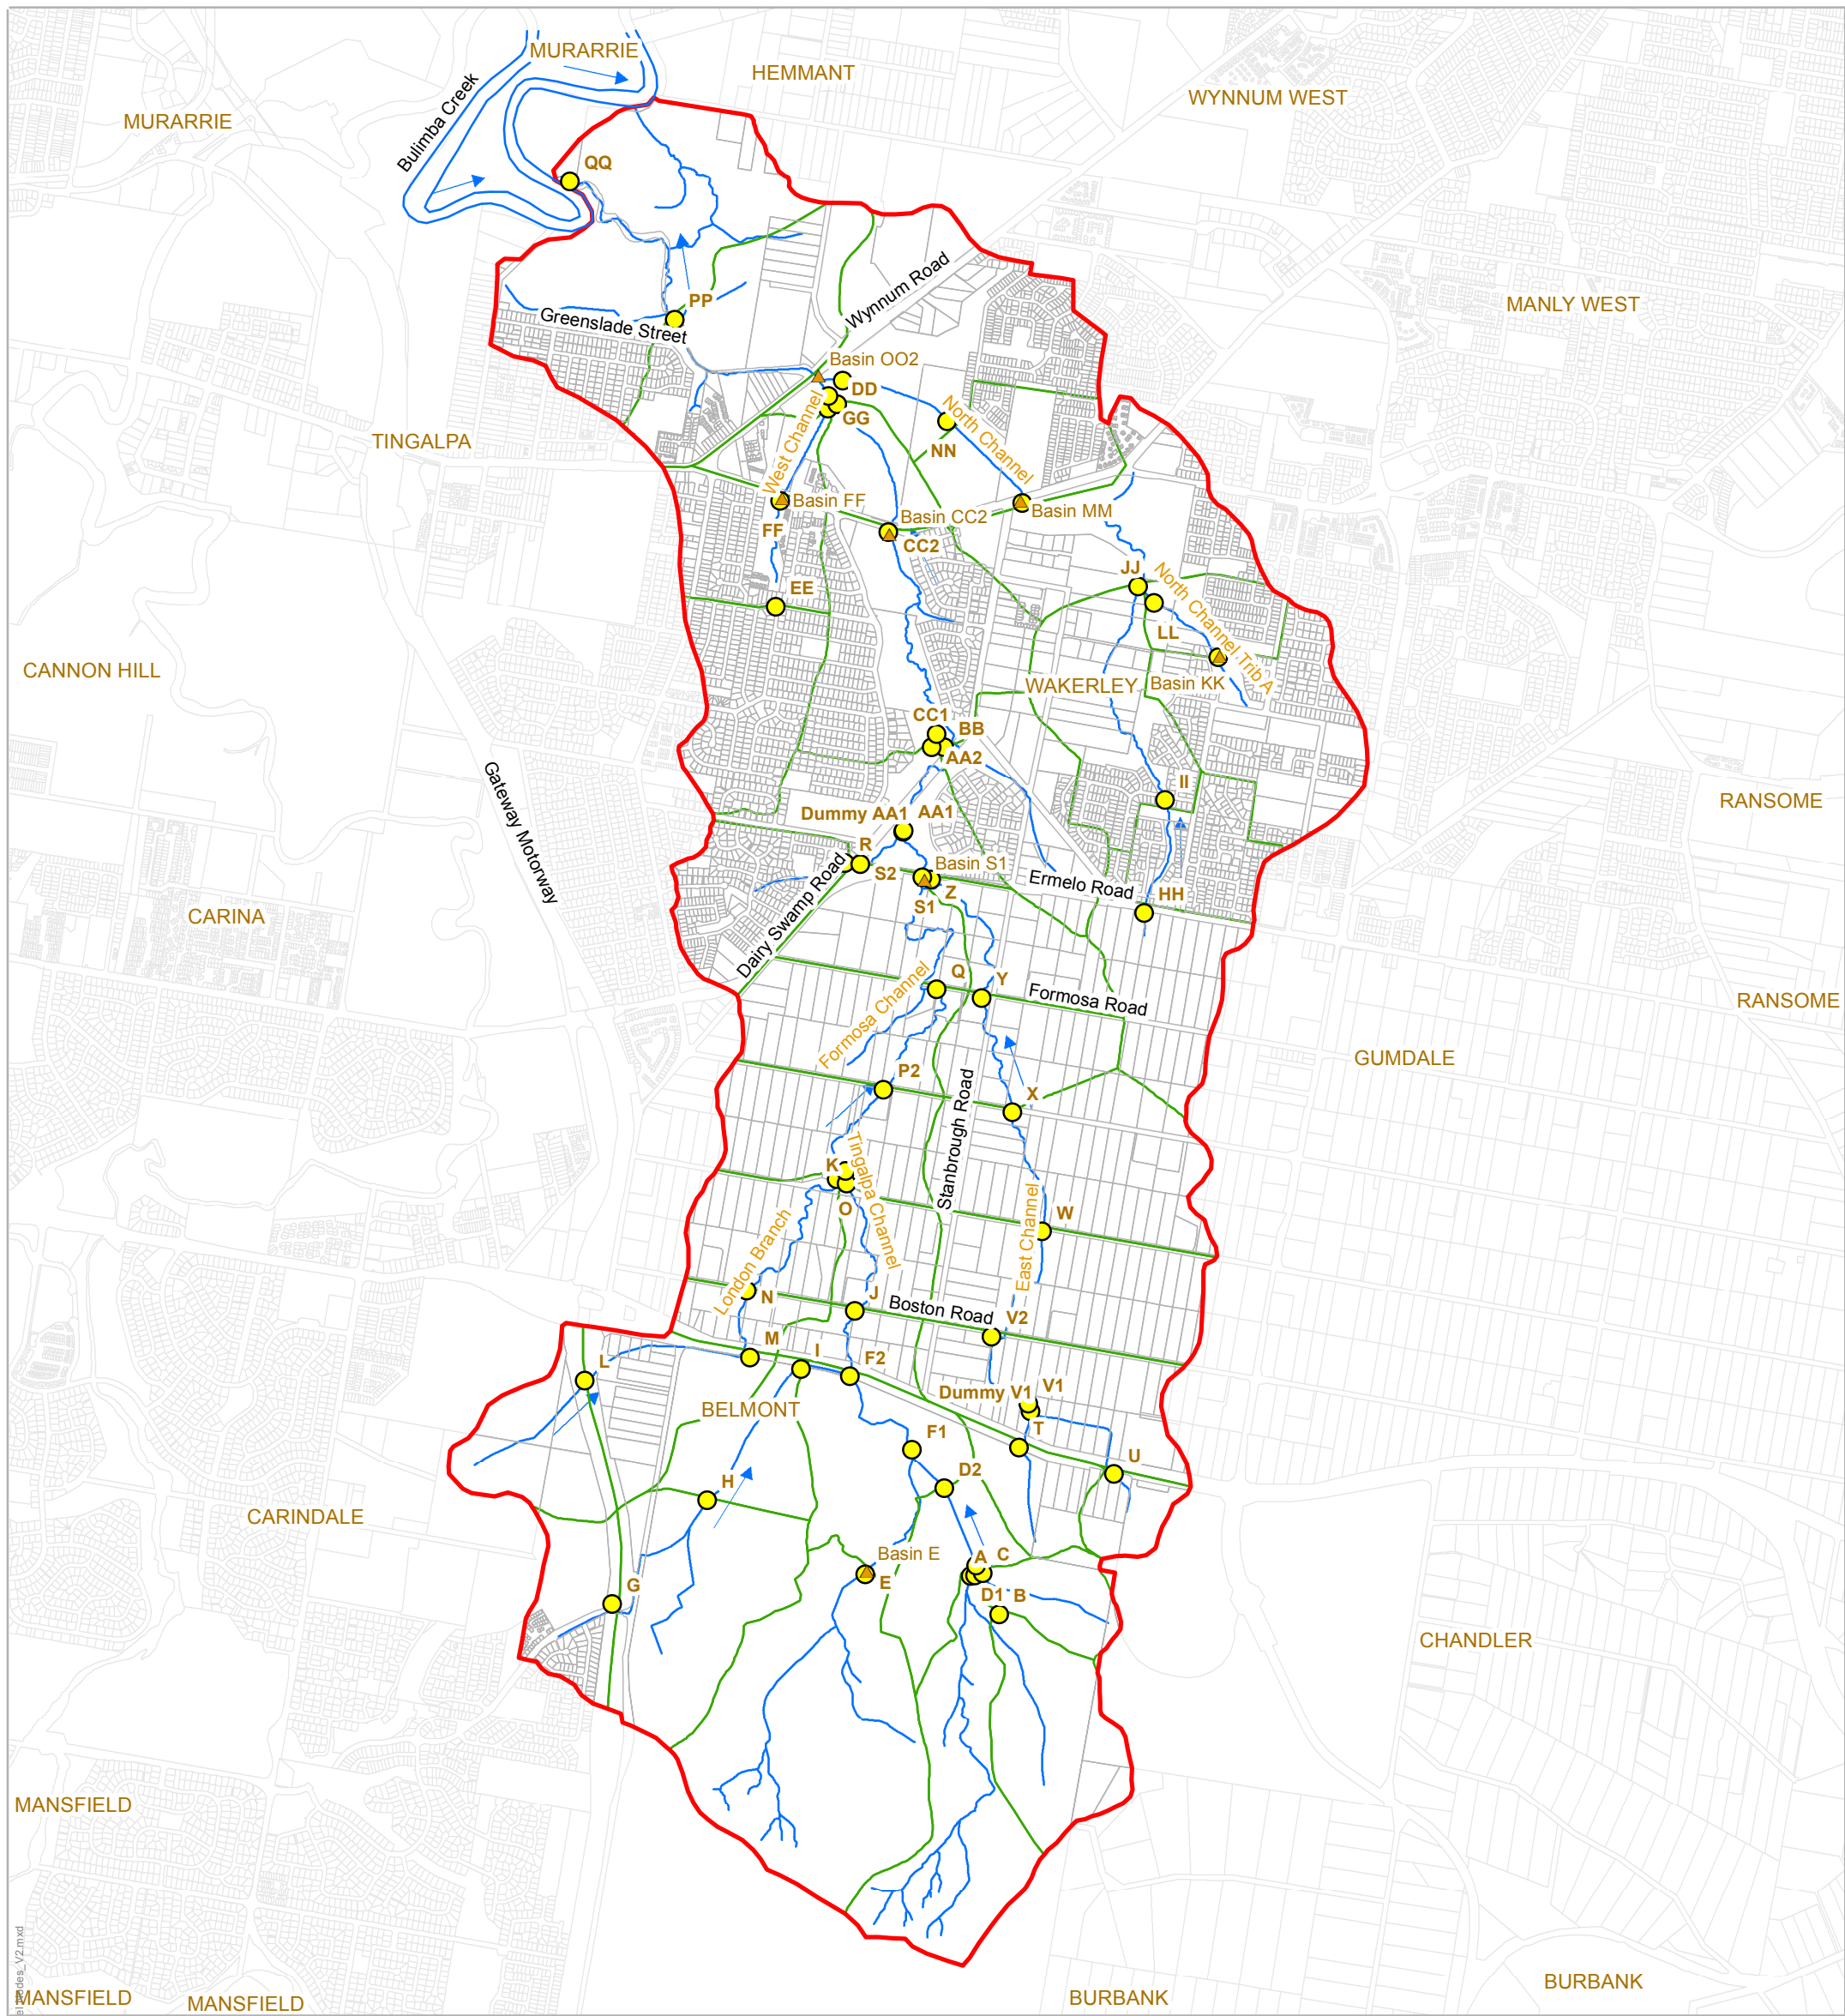 MURARRIE
HEMMANT
WYNNUM WEST
MURARRIE
Bulimba Creek
QQ
MANLY WEST
PP
Wynnum Road
Greenslade Street
Basin OO2
DD
GG
West Channel
North Channel
NN
TINGALPA
Basin FF
Basin CC2
Basin MM
FF
CC2
JJ
North Channel Trib A
EE
LL
CANNON HILL
WAKERLEY
Basin KK
CC1
BB
AA2
Gateway Motorway
II
RANSOME
Dummy AA1
AA1
R
Basin S1
S2
Z
Ermelo Road
HH
S1
CARINA
Dairy Swamp Road
Q
Y
Formosa Road
RANSOME
Formosa Channel
GUMDALE
P2
X
Stanbrough Road
Tingalpa Channel
K
O
W
London Branch
East Channel
N
J
Boston Road
V2
M
I
F2
L
Dummy V1
V1
BELMONT
T
F1
U
D2
H
CARINDALE
Basin E
A
C
E
G
D1
B
CHANDLER
MANSFIELD
BURBANK
MANSFIELD
MANSFIELD
BURBANK
el_Nodes_V2.mxd